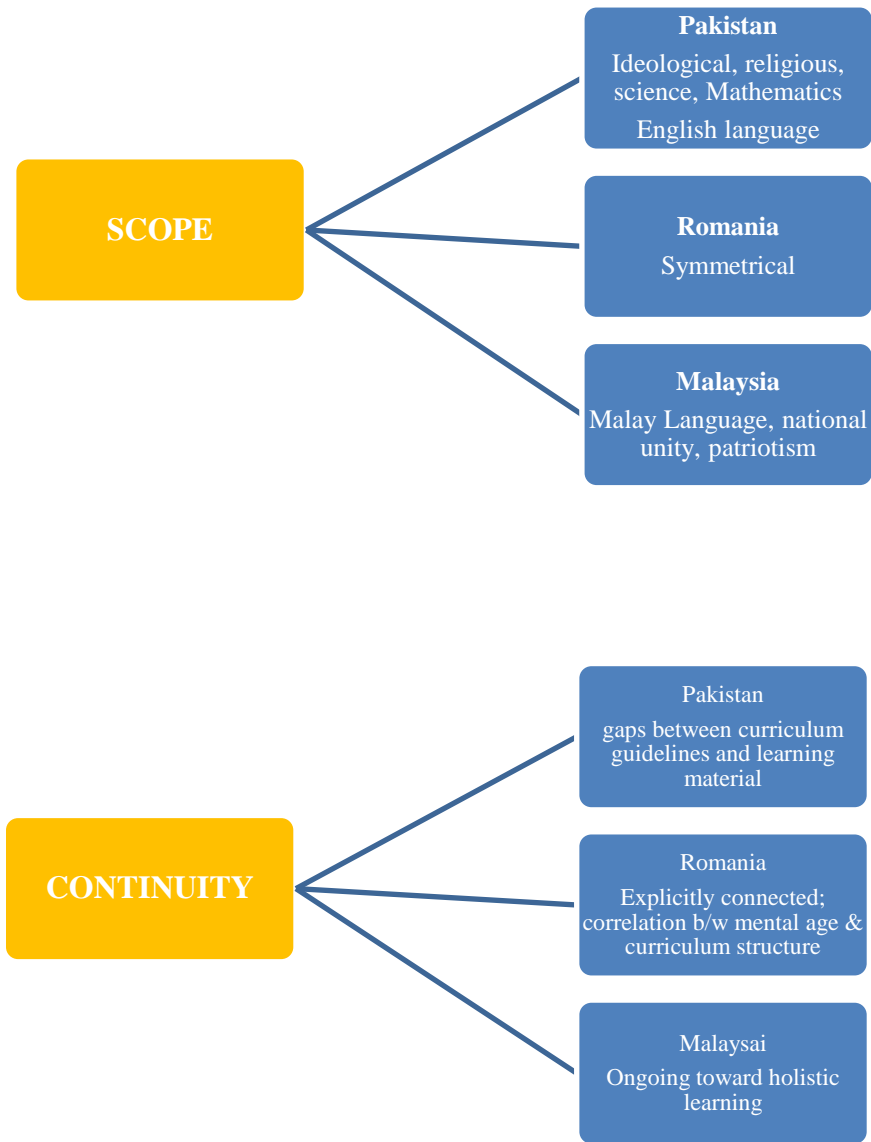 SCOPE
Pakistan
Ideological, religious,
science, Mathematics
English language
Romania
Symmetrical
Malaysia
Malay Language, national
unity, patriotism
CONTINUITY
Pakistan
gaps between curriculum
guidelines and learning
material
Romania
Explicitly connected;
correlation b/w mental age &
curriculum structure
Malaysai
Ongoing toward holistic
learning